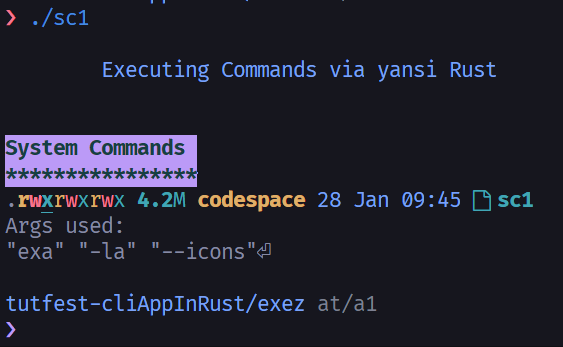 ❯ ./sc1
Executing Commands via yansi Rust
System Commands
****************
.rwxrwxrwx 4.2M codespace 28 Jan 09:45 sc1
Args used:
"exa" "-la" "--icons"⏎
tutfest-cliAppInRust/exez at/a1
❯